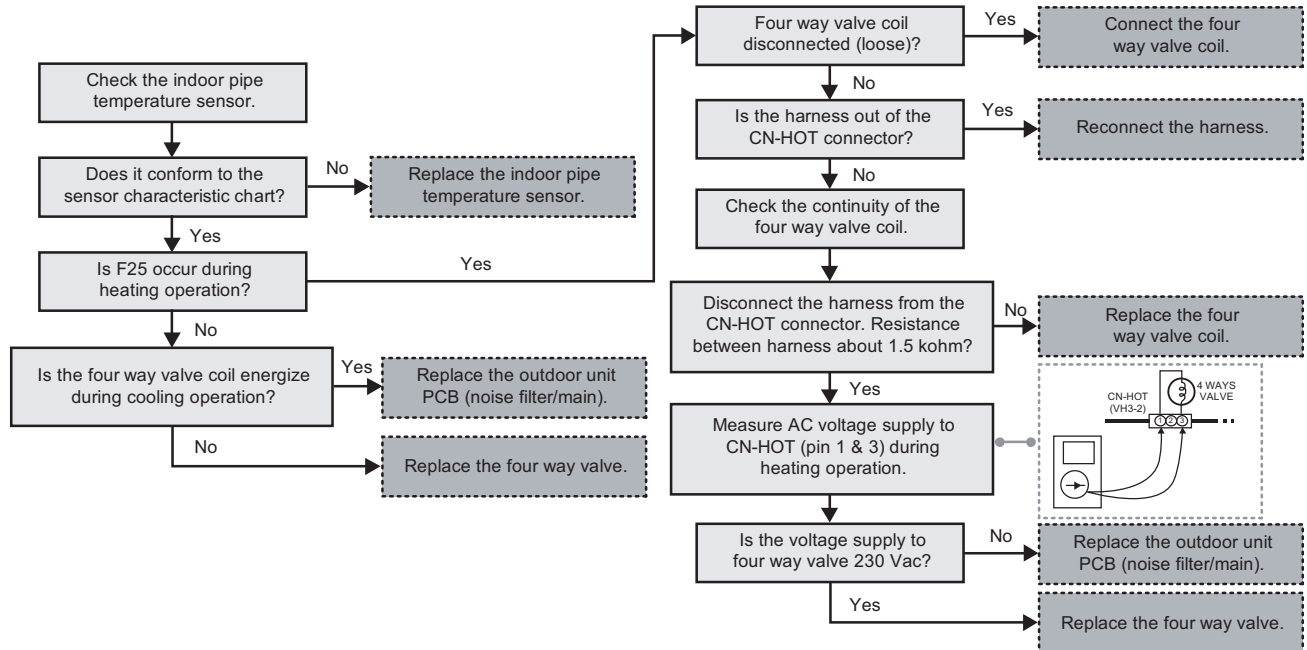 Check the indoor pipe
temperature sensor.
Does it conform to the
sensor characteristic chart?
No
Replace the indoor pipe
temperature sensor.
Yes
Is F25 occur during
heating operation?
Yes
No
Is the four way valve coil energize
during cooling operation?
Yes
Replace the outdoor unit
PCB (noise filter/main).
No
Replace the four way valve.
Four way valve coil
disconnected (loose)?
Yes
Connect the four
way valve coil.
No
Is the harness out of the
CN-HOT connector?
Yes
Reconnect the harness.
No
Check the continuity of the
four way valve coil.
Disconnect the harness from the
CN-HOT connector. Resistance
between harness about 1.5 kohm?
No
Replace the four
way valve coil.
Yes
Measure AC voltage supply to
CN-HOT (pin 1 & 3) during
heating operation.
4 WAYS
VALVE
CN-HOT
(VH3-2)
1 2 3
Is the voltage supply to
four way valve 230 Vac?
No
Replace the outdoor unit
PCB (noise filter/main).
Yes
Replace the four way valve.